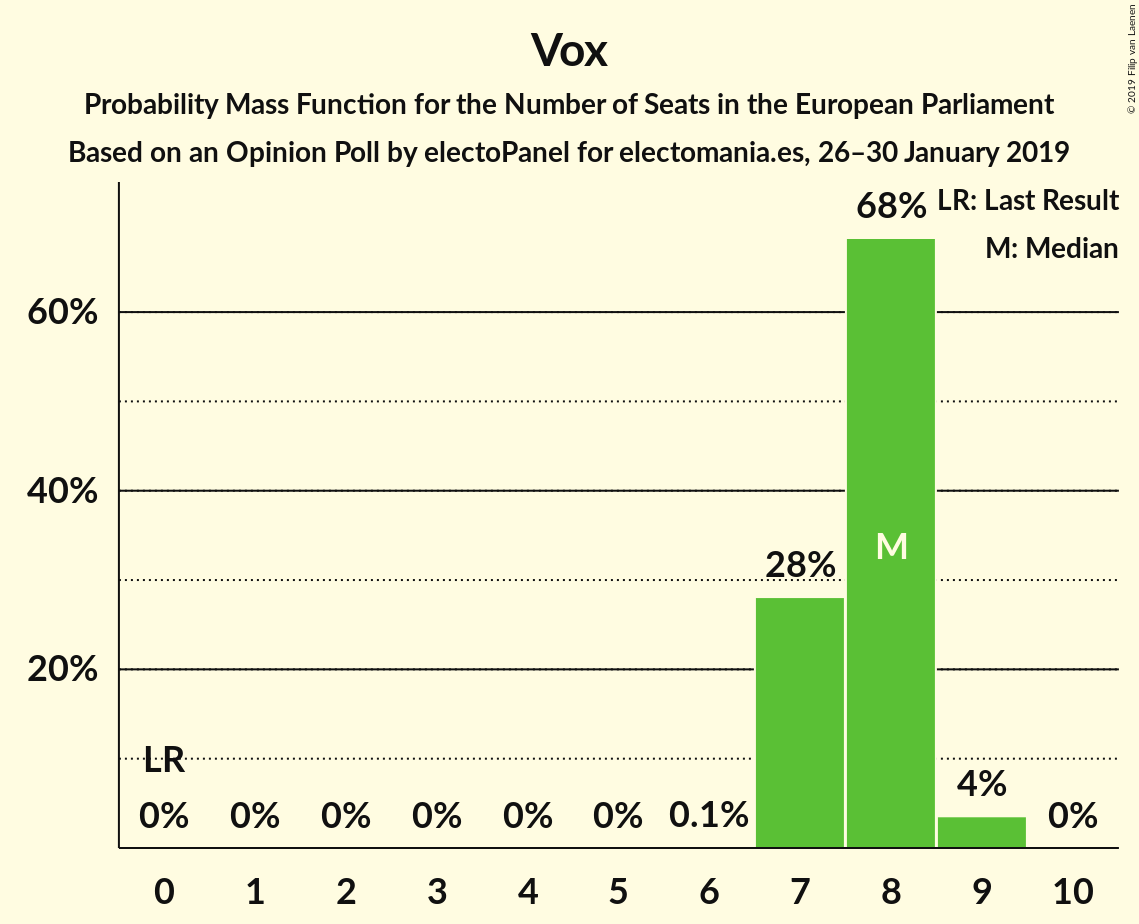 Vox
Probability Mass Function for the Number of Seats in the European Parliament
Based on an Opinion Poll by electoPanel for electomania.es, 26–30 January 2019
© 2019 Filip van Laenen
LR: Last Result
M: Median
60%
40%
20%
LR
0% 0% 0% 0% 0% 0% 0.1% 28% 68% 4% 0%
M
0 1 2 3 4 5 6 7 8 9 10